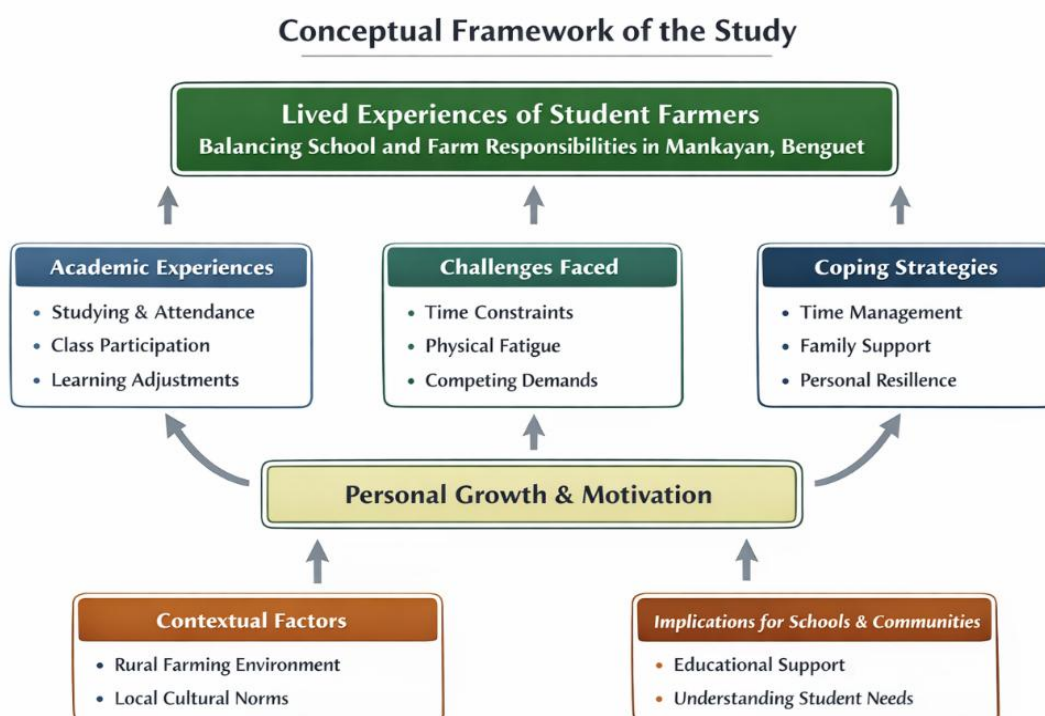 Conceptual Framework of the Study
Lived Experiences of Student Farmers
Balancing School and Farm Responsibilities in Mankayan, Benguet
Academic Experiences
• Studying & Attendance
• Class Participation
• Learning Adjustments
Challenges Faced
• Time Constraints
• Physical Fatigue
• Competing Demands
Coping Strategies
• Time Management
• Family Support
• Personal Resillence
Personal Growth & Motivation
Contextual Factors
• Rural Farming Environment
• Local Cultural Norms
Implications for Schools & Communities
• Educational Support
• Understanding Student Needs